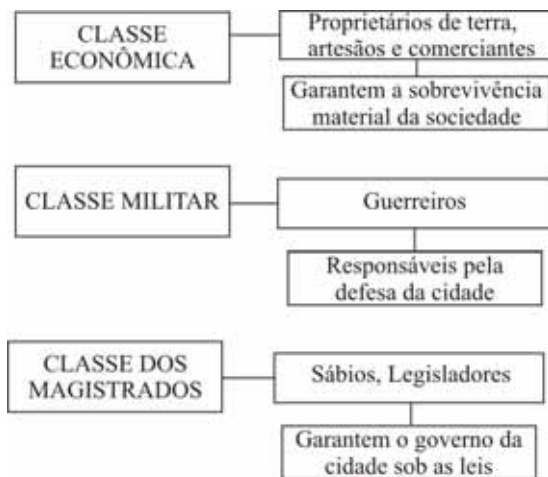 CLASSE
ECONÔMICA
Proprietários de terra,
artesãos e comerciantes
Garantem a sobrevivência
material da sociedade
CLASSE MILITAR
Guerreiros
Responsáveis pela
defesa da cidade
CLASSE DOS
MAGISTRADOS
Sábios, Legisladores
Garantem o governo da
cidade sob as leis